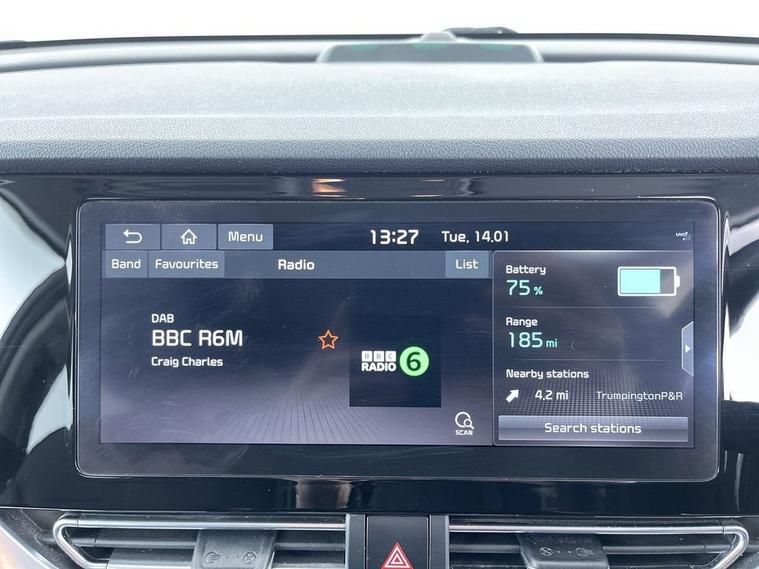 Menu
13:27
Tue, 14.01
UVO
Band
Favourites
Radio
List
DAB
BBC R6M
Craig Charles
BBC
RADIO 6
SCAN
Battery
75 %
Range
185 mi
Nearby stations
4.2 mi
TrumpingtonP&R
Search stations